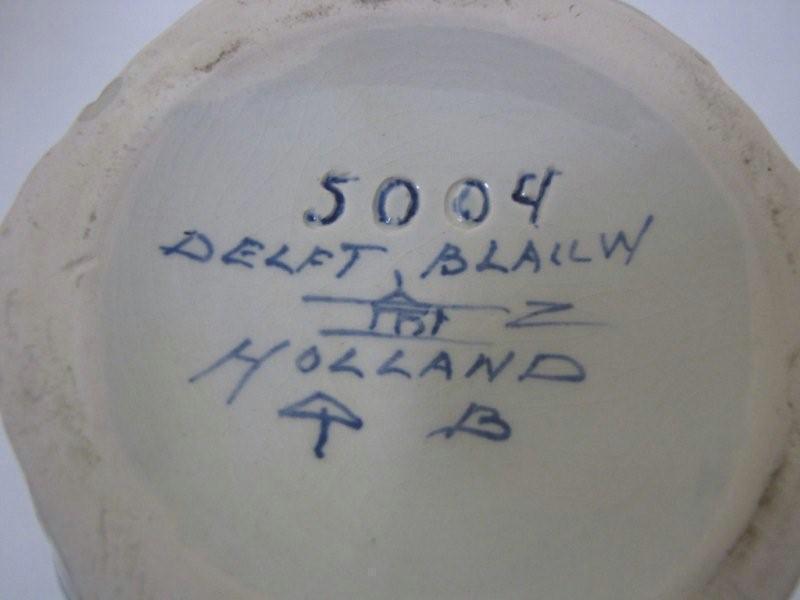 5004
DELFT, BLAUW
Z
HOLLAND
B